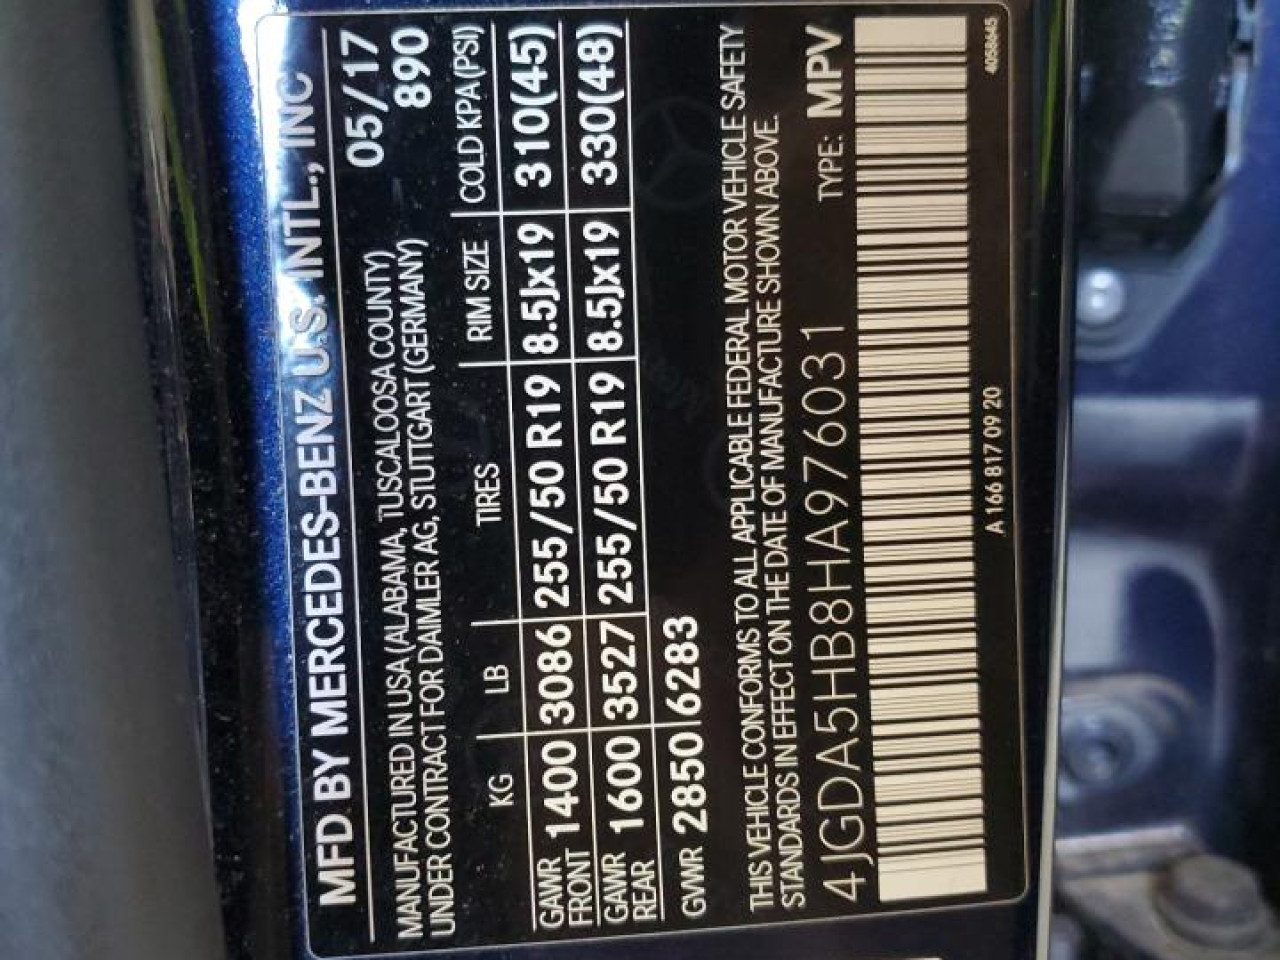 MFD BY MERCEDES-BENZ U.S. INTL., INC
MANUFACTURED IN USA (ALABAMA, TUSCALOOSA COUNTY) 05/17
UNDER CONTRACT FOR DAIMLER AG, STUTTGART (GERMANY) 890
KG LB TIRES RIM SIZE COLD KPA (PSI)
GAWR FRONT 1400 3086 255/50 R19 8.5Jx19 310(45)
GAWR REAR 1600 3527 255/50 R19 8.5Jx19 330(48)
GVWR 2850 6283
THIS VEHICLE CONFORMS TO ALL APPLICABLE FEDERAL MOTOR VEHICLE SAFETY
STANDARDS IN EFFECT ON THE DATE OF MANUFACTURE SHOWN ABOVE.
4JGDA5HB8HA976031 TYPE: MPV
A 166 817 09 20 4058645